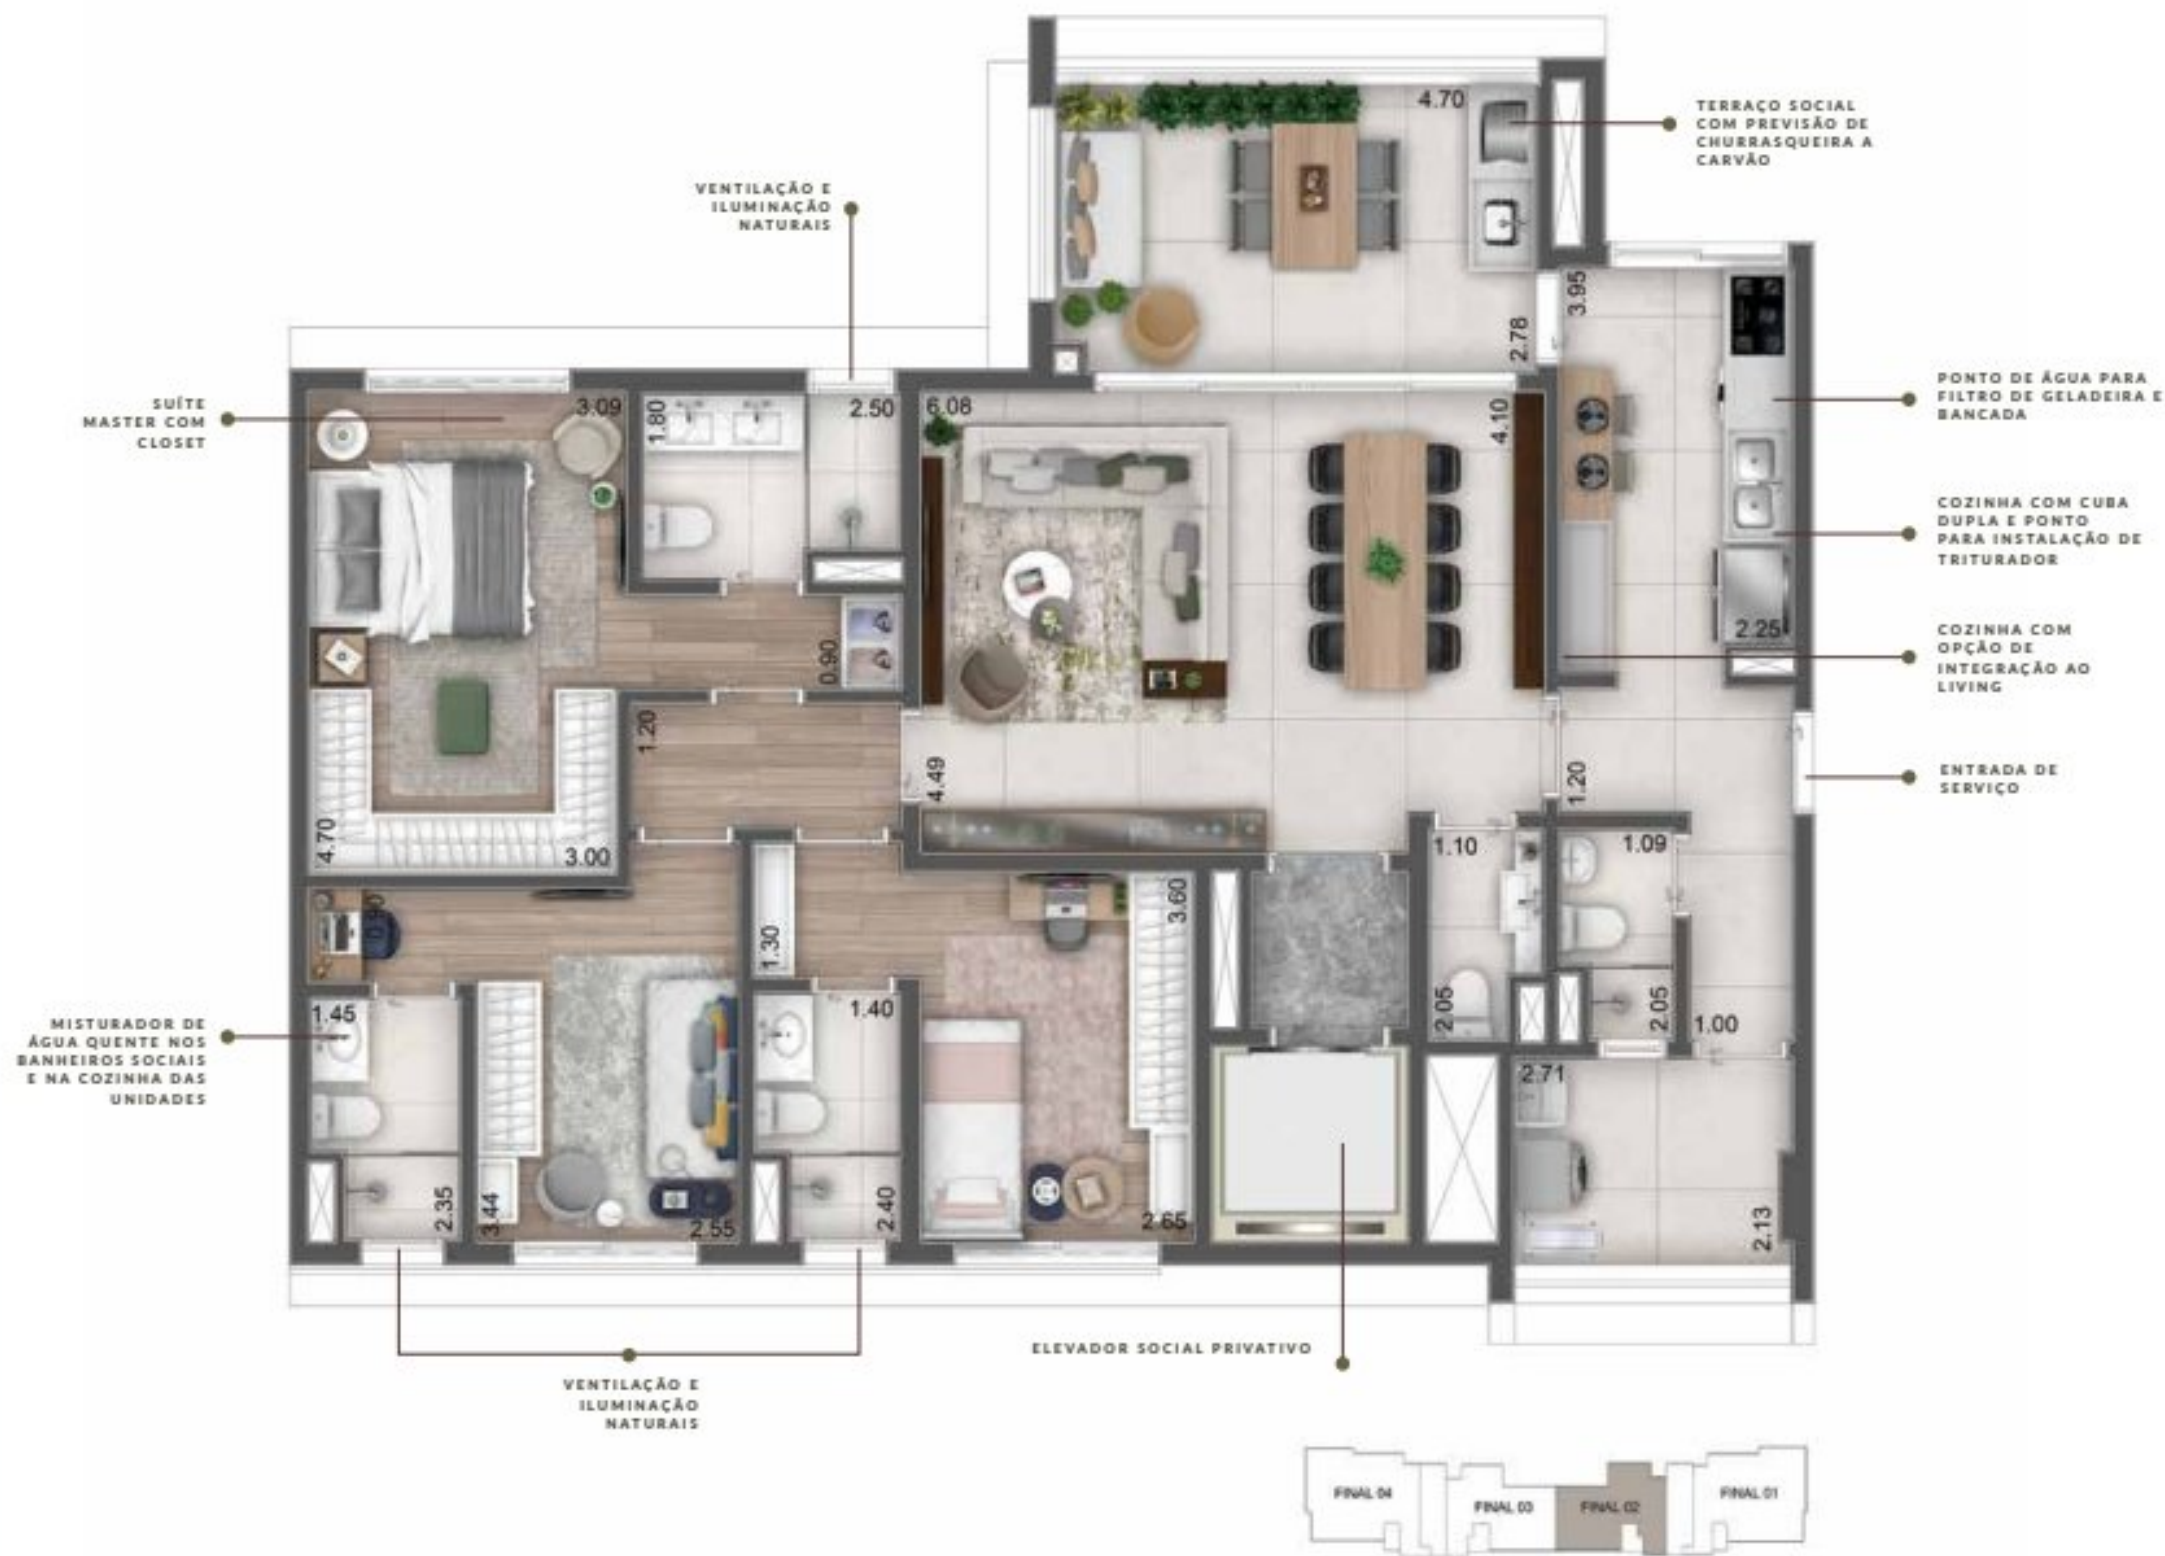 TERRAÇO SOCIAL
COM PREVISÃO DE
CHURRASQUEIRA A
CARVÃO
VENTILAÇÃO E
ILUMINAÇÃO
NATURAIS
SUÍTE
MASTER COM
CLOSET
PONTO DE ÁGUA PARA
FILTRO DE GELADEIRA E
BANCADA
COZINHA COM CUBA
DUPLA E PONTO
PARA INSTALAÇÃO DE
TRITURADOR
COZINHA COM
OPÇÃO DE
INTEGRAÇÃO AO
LIVING
ENTRADA DE
SERVIÇO
MISTURADOR DE
ÁGUA QUENTE NOS
BANHEIROS SOCIAIS
E NA COZINHA DAS
UNIDADES
VENTILAÇÃO E
ILUMINAÇÃO
NATURAIS
ELEVADOR SOCIAL PRIVATIVO
4.70
2.78
3.95
3.09
1.80
2.50
6.08
4.10
2.25
0.90
1.20
4.49
1.20
4.70
3.00
1.10
1.09
3.60
1.30
1.45
1.40
2.05
2.05
1.00
2.71
2.35
3.44
2.55
2.40
2.65
2.13
FINAL 04
FINAL 03
FINAL 02
FINAL 01